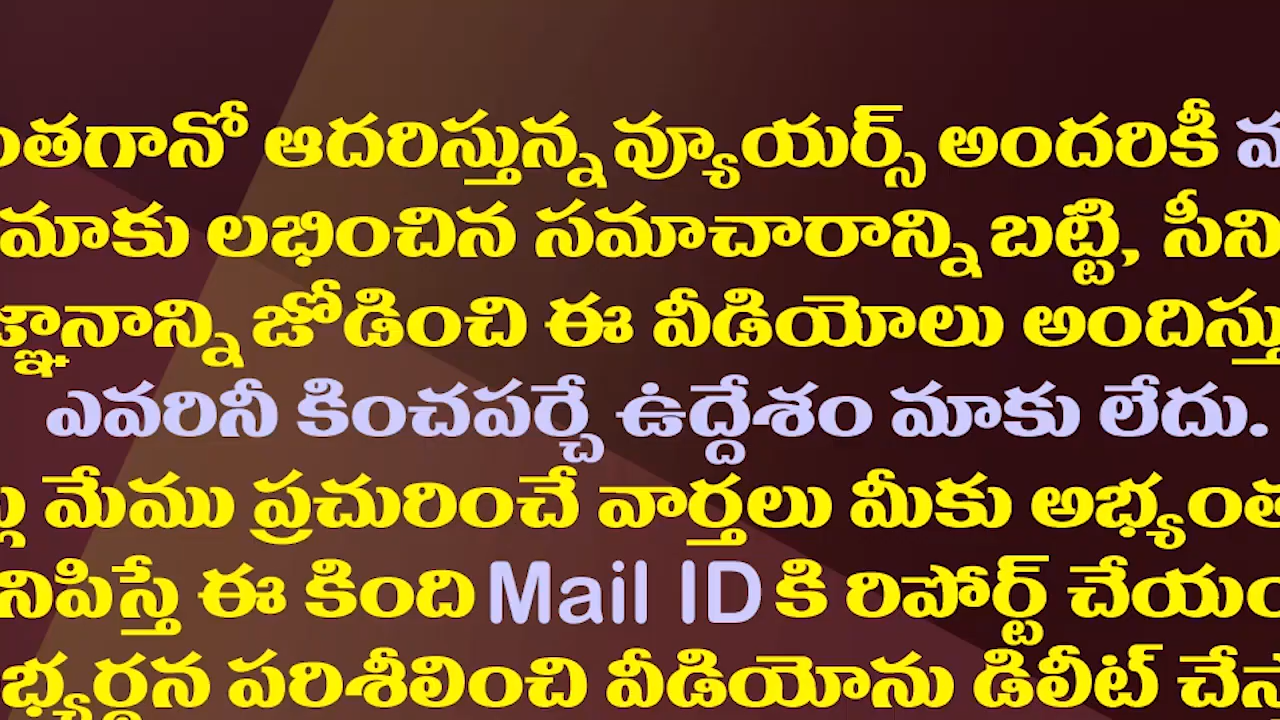 ంతగానో ఆదరిస్తున్న వ్యూయర్స్ అందరికీ
మాకు లభించిన సమాచారాన్ని బట్టి, సీని
జ్ఞానాన్ని జోడించి ఈ వీడియోలు అందిస్తు
ఎవరినీ కించపర్చే ఉద్దేశం మాకు లేదు.
మేము ప్రచురించే వార్తలు మీకు అభ్యంత
నిపిస్తే ఈ కింది Mail ID కి రిపోర్ట్ చేయం
భ్యర్థన పరిశీలించి వీడియోను డిలీట్ చేస